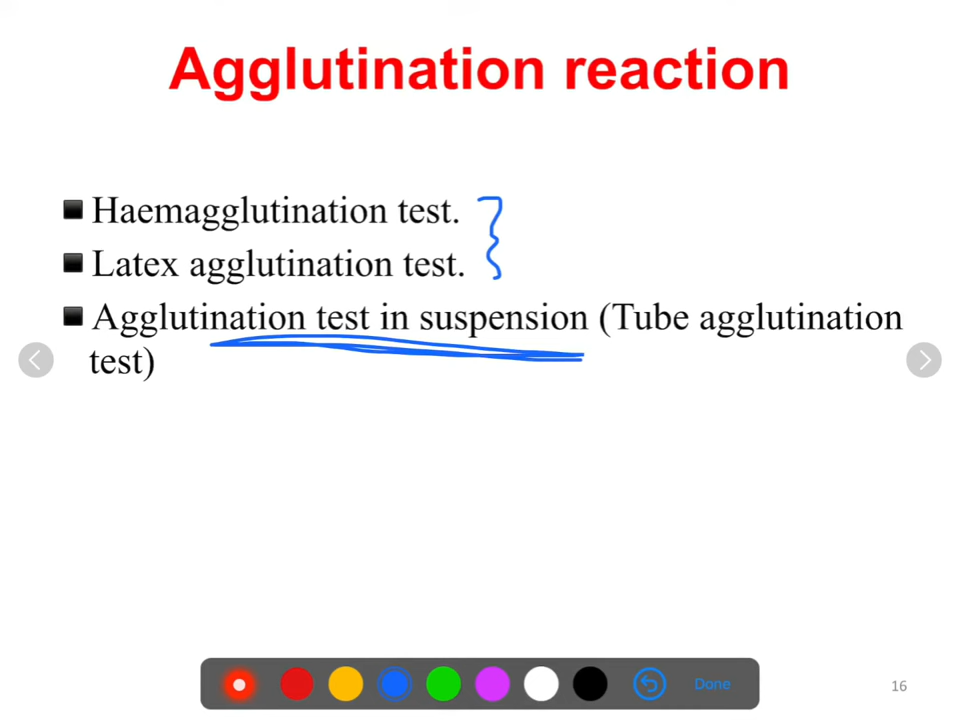 Agglutination reaction
■ Haemagglutination test.
■ Latex agglutination test.
■ Agglutination test in suspension (Tube agglutination
test)
Done
16